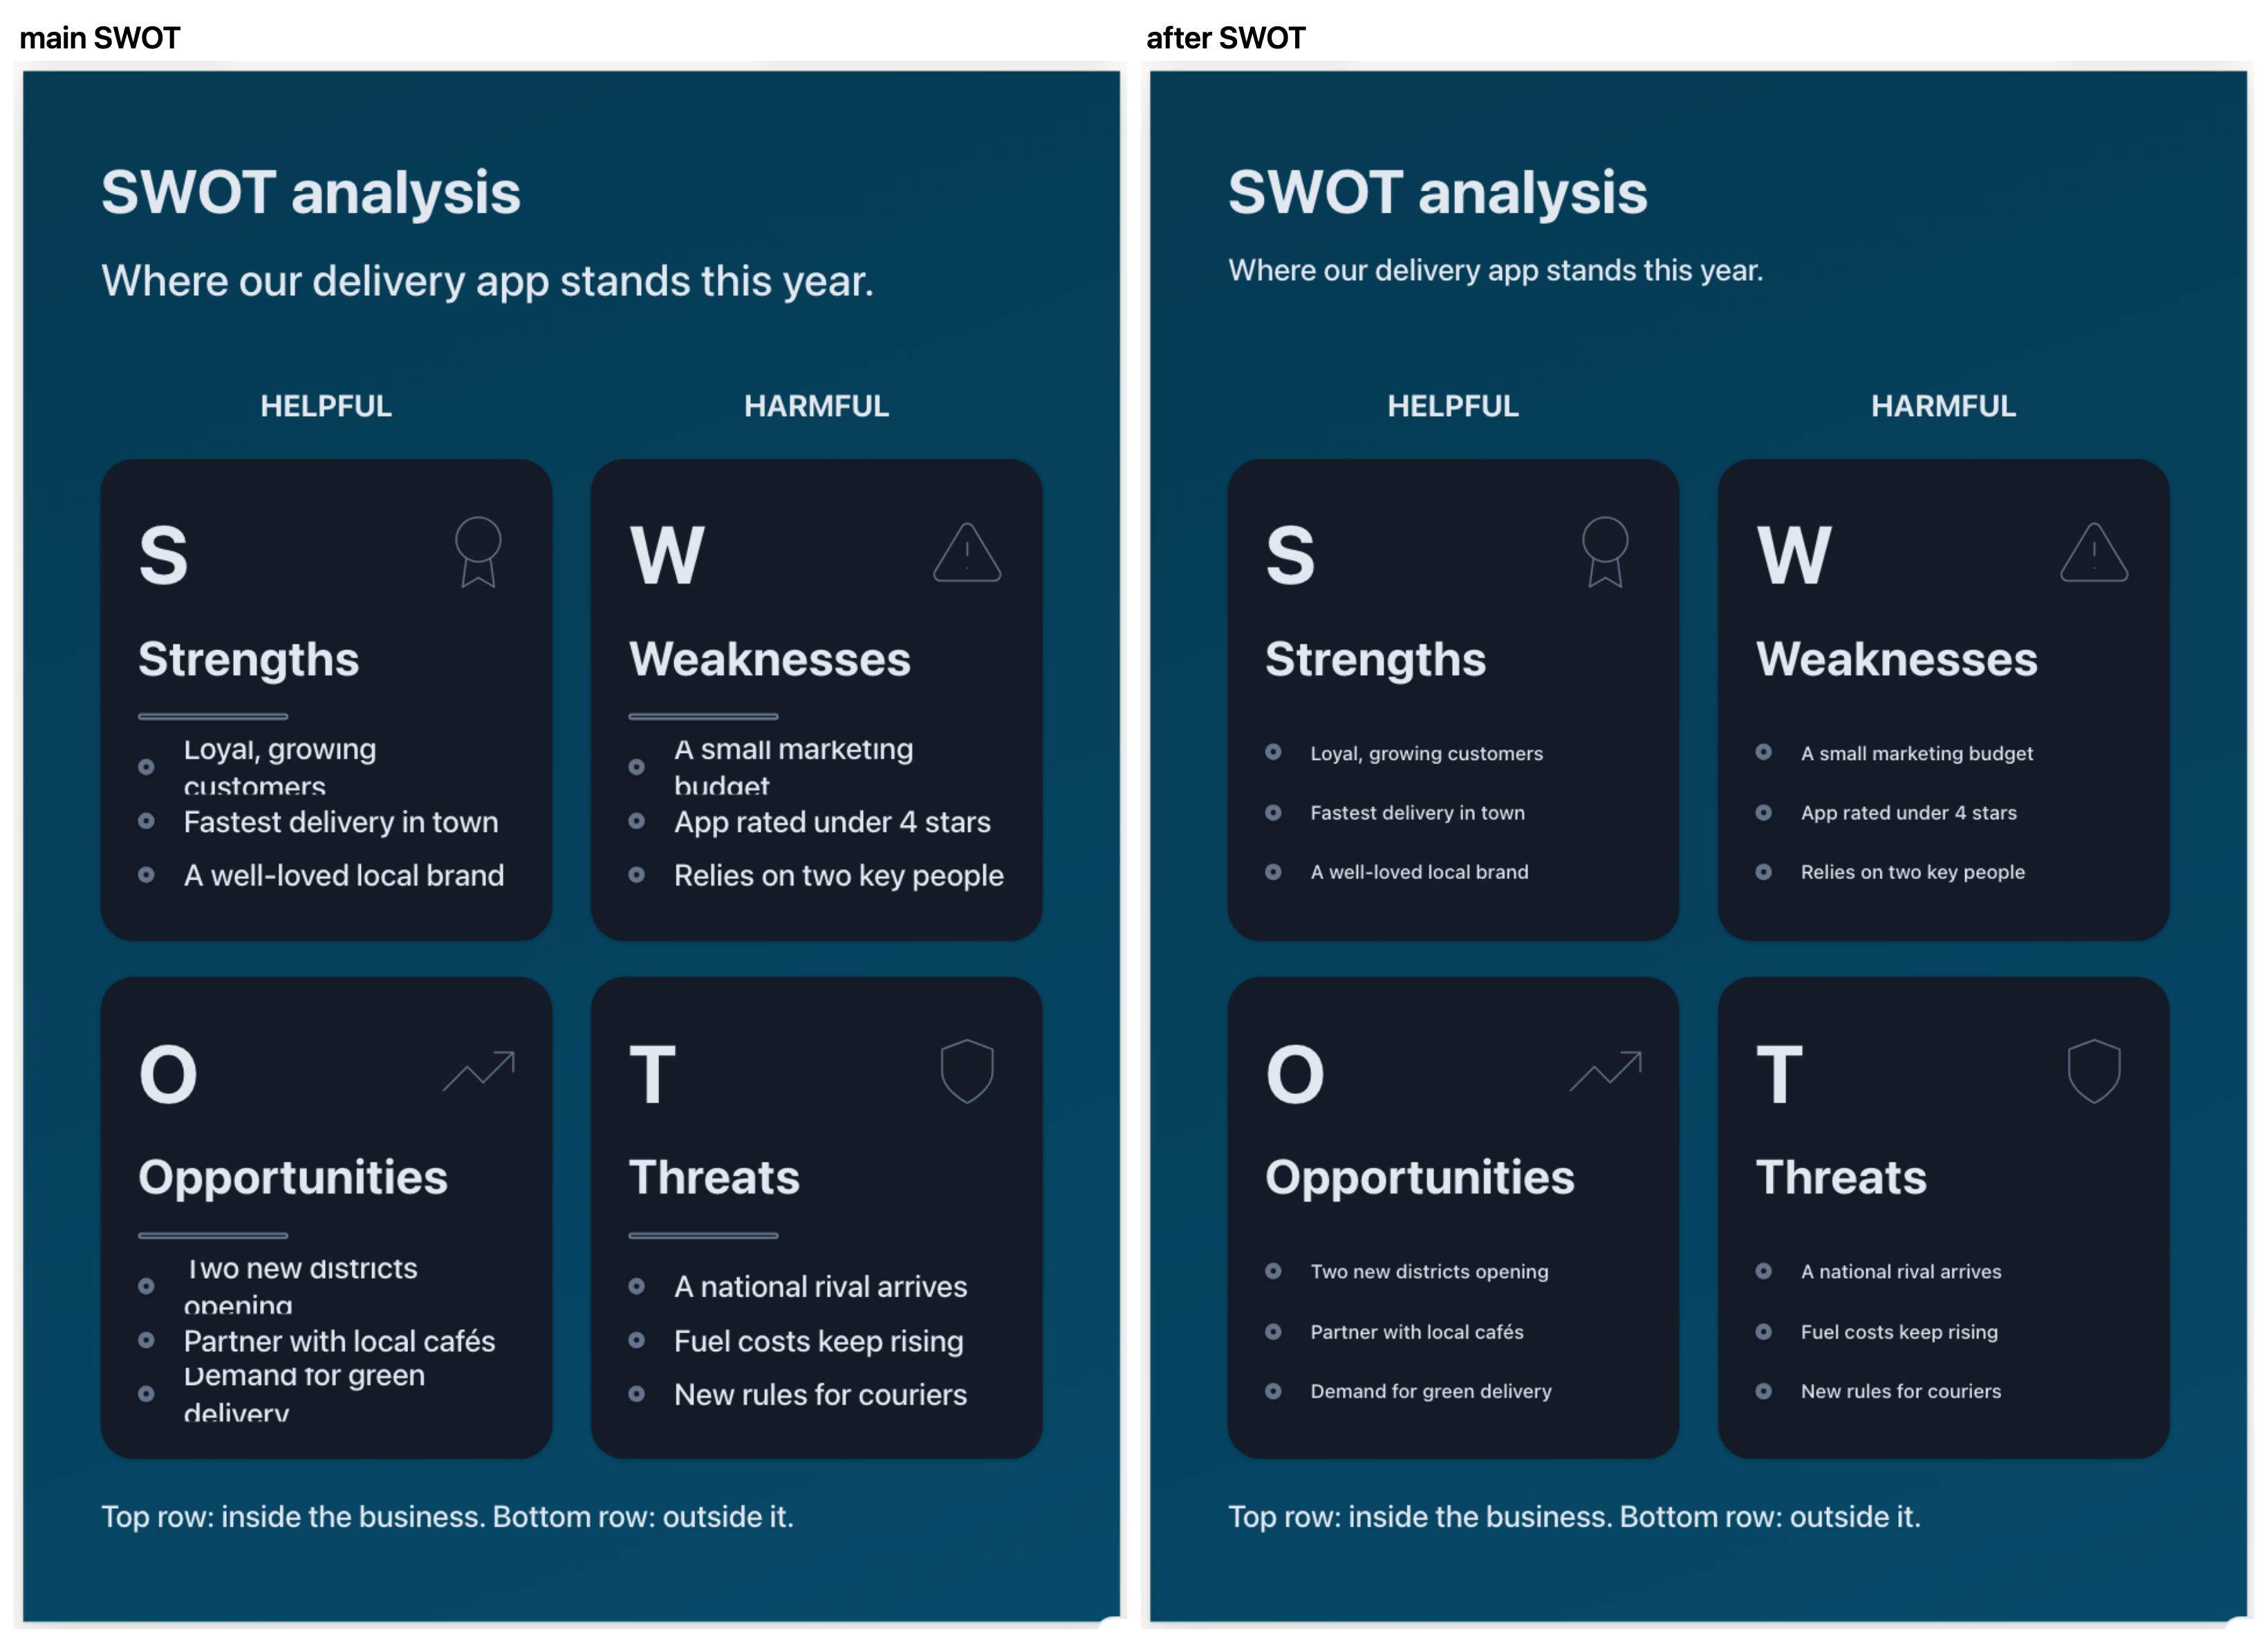 main SWOT
SWOT analysis
Where our delivery app stands this year.
HELPFUL
HARMFUL
S
W
Strengths
Weaknesses
Loyal, growing
customers
Fastest delivery in town
A well-loved local brand
A small marketing
budget
App rated under 4 stars
Relies on two key people
O
T
Opportunities
Threats
Two new districts
opening
Partner with local cafés
Demand for green
delivery
A national rival arrives
Fuel costs keep rising
New rules for couriers
Top row: inside the business. Bottom row: outside it.
after SWOT
SWOT analysis
Where our delivery app stands this year.
HELPFUL
HARMFUL
S
W
Strengths
Weaknesses
Loyal, growing customers
Fastest delivery in town
A well-loved local brand
A small marketing budget
App rated under 4 stars
Relies on two key people
O
T
Opportunities
Threats
Two new districts opening
Partner with local cafés
Demand for green delivery
A national rival arrives
Fuel costs keep rising
New rules for couriers
Top row: inside the business. Bottom row: outside it.